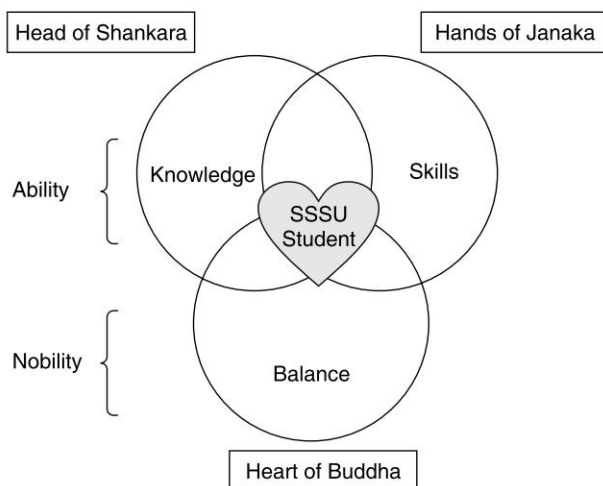 Head of Shankara
Hands of Janaka
Knowledge
Skills
Ability
SSSU
Student
Nobility
Balance
Heart of Buddha